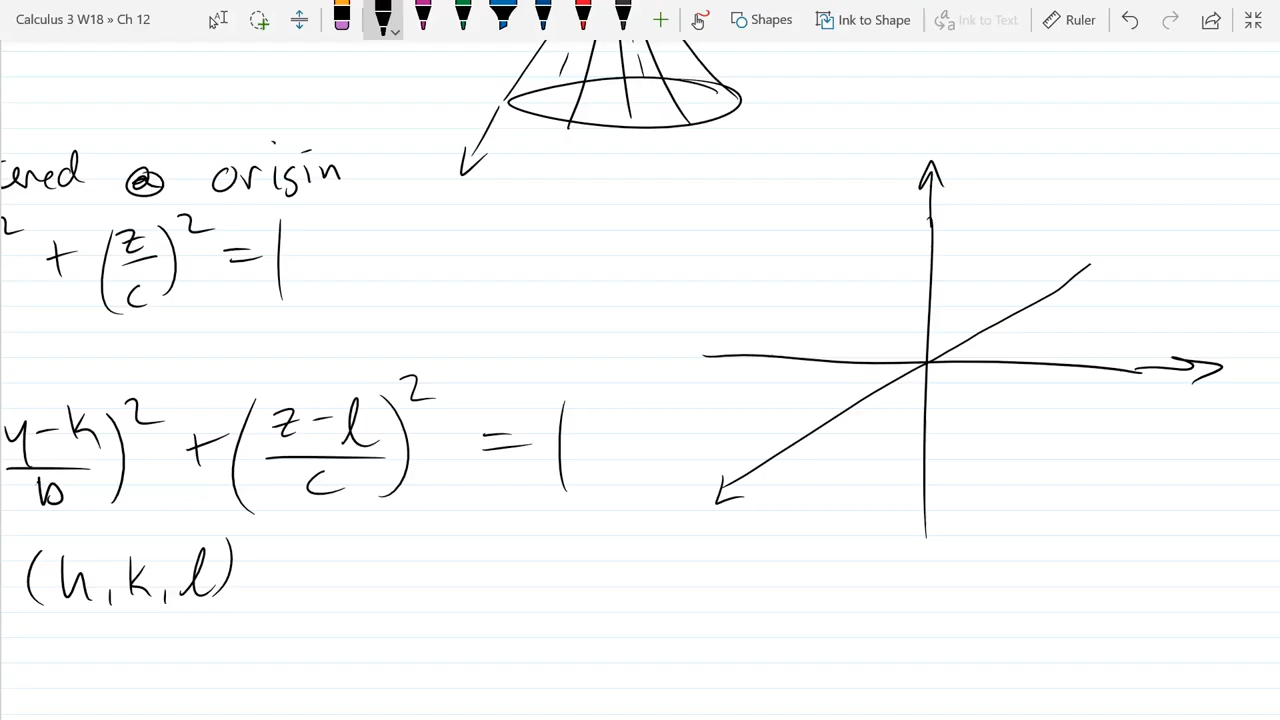 Calculus 3 W18 » Ch 12
Shapes Ink to Shape Ink to Text Ruler
ered @ origin
² + (z/c)² = 1
y-k/b)² + (z-l/c)² = 1
(h, k, l)